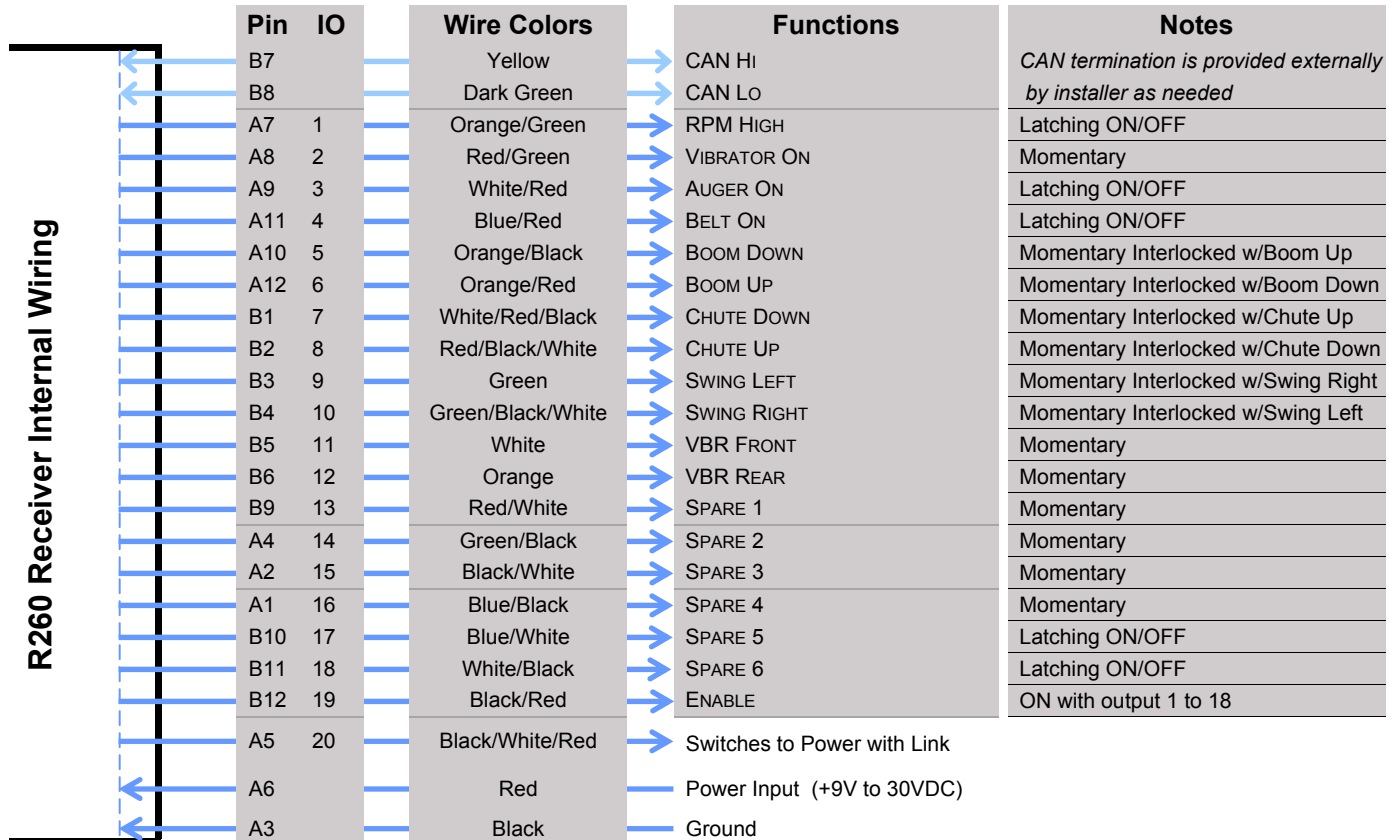 Pin IO Wire Colors Functions Notes
B7 Yellow CAN HI CAN termination is provided externally
B8 Dark Green CAN LO by installer as needed
A7 1 Orange/Green RPM HIGH Latching ON/OFF
A8 2 Red/Green VIBRATOR ON Momentary
A9 3 White/Red AUGER ON Latching ON/OFF
A11 4 Blue/Red BELT ON Latching ON/OFF
A10 5 Orange/Black BOOM DOWN Momentary Interlocked w/Boom Up
A12 6 Orange/Red BOOM UP Momentary Interlocked w/Boom Down
B1 7 White/Red/Black CHUTE DOWN Momentary Interlocked w/Chute Up
B2 8 Red/Black/White CHUTE UP Momentary Interlocked w/Chute Down
B3 9 Green SWING LEFT Momentary Interlocked w/Swing Right
B4 10 Green/Black/White SWING RIGHT Momentary Interlocked w/Swing Left
B5 11 White VBR FRONT Momentary
B6 12 Orange VBR REAR Momentary
B9 13 Red/White SPARE 1 Momentary
A4 14 Green/Black SPARE 2 Momentary
A2 15 Black/White SPARE 3 Momentary
A1 16 Blue/Black SPARE 4 Momentary
B10 17 Blue/White SPARE 5 Latching ON/OFF
B11 18 White/Black SPARE 6 Latching ON/OFF
B12 19 Black/Red ENABLE ON with output 1 to 18
A5 20 Black/White/Red Switches to Power with Link
A6 Red Power Input (+9V to 30VDC)
A3 Black Ground
R260 Receiver Internal Wiring